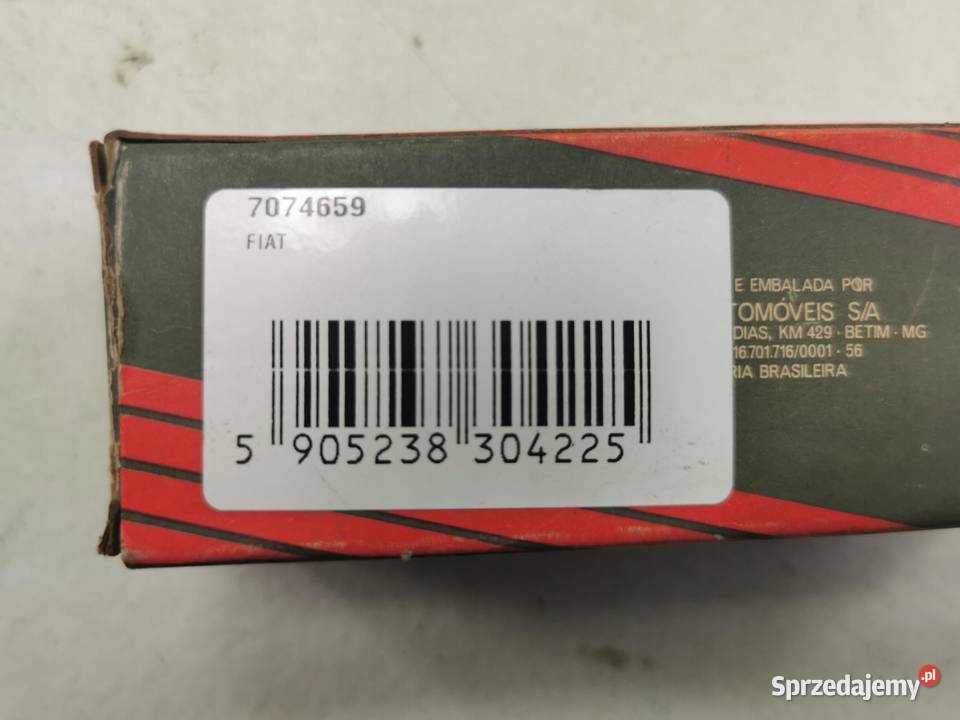 7074659
FIAT
E EMBALADA POR
TOMÓVEIS S/A
DIAS, KM 429 - BETIM - MG
16.701.716/0001 - 56
RIA BRASILEIRA
5 905238 304225
Sprzedajemy.pl